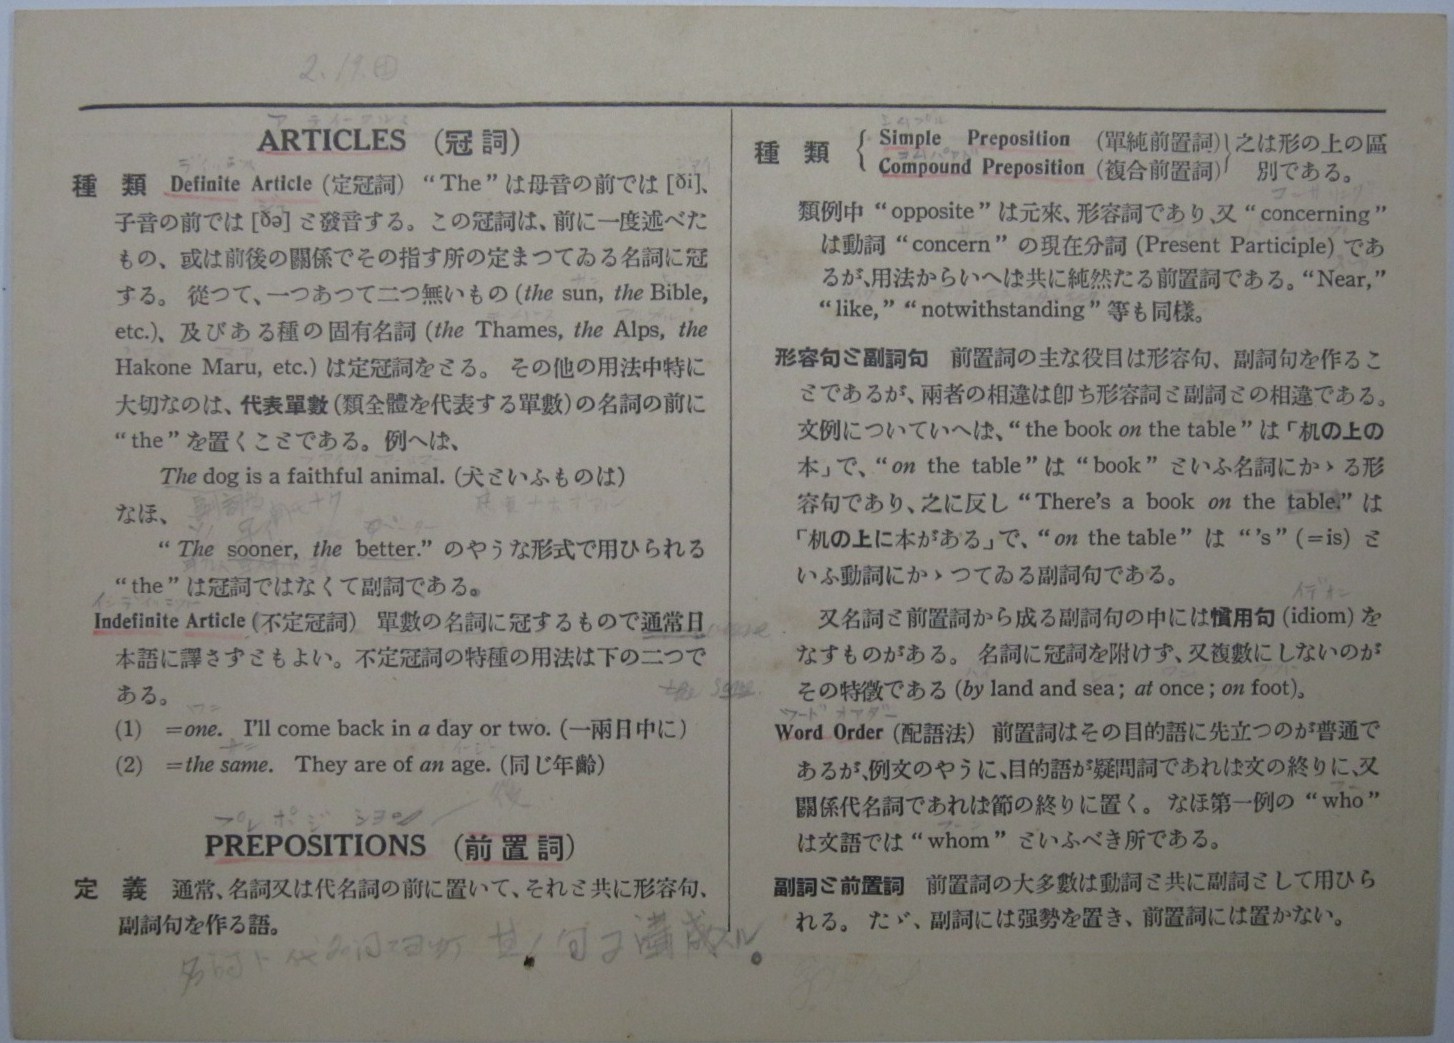 2.19.
ARTICLES (冠詞)
種類 Definite Article (定冠詞) “The” は母音の前では [ði]、
子音の前では [ðə] と發音する。この冠詞は、前に一度述べた
もの、或は前後の關係でその指す所の定まつてゐる名詞に冠
する。 從つて、一つあつて二つ無いもの (the sun, the Bible,
etc.)、及びある種の固有名詞 (the Thames, the Alps, the
Hakone Maru, etc.) は定冠詞をとる。 その他の用法中特に
大切なのは、代表單數 (類全體を代表する單數) の名詞の前に
“the” を置くことである。例へば、
The dog is a faithful animal. (犬といふものは)
なほ、
“The sooner, the better.” のやうな形式で用ひられる
“the” は冠詞ではなくて副詞である。
Indefinite Article (不定冠詞) 單數の名詞に冠するもので通常日
本語に譯さずともよい。不定冠詞の特種の用法は下の二つで
ある。
the same.
(1) =one. I'll come back in a day or two. (一兩日中に)
(2) =the same. They are of an age. (同じ年齡)
プレポジション
PREPOSITIONS (前置詞)
定義 通常、名詞又は代名詞の前に置いて、それと共に形容句、
副詞句を作る語。
種類 { Simple Preposition (單純前置詞) } 之は形の上の區
Compound Preposition (複合前置詞) 別である。
類例中 “opposite” は元來、形容詞であり、又 “concerning”
は動詞 “concern” の現在分詞 (Present Participle) であ
るが、用法からいへば共に純然たる前置詞である。“Near,”
“like,” “notwithstanding” 等も同樣。
形容句と副詞句 前置詞の主な役目は形容句、副詞句を作るこ
とであるが、兩者の相違は卽ち形容詞と副詞との相違である。
文例についていへば、“the book on the table” は「机の上の
本」で、“on the table” は “book” といふ名詞にかゝる形
容句であり、之に反し “There's a book on the table.” は
「机の上に本がある」で、“on the table” は “'s” (=is) と
いふ動詞にかゝつてゐる副詞句である。
又名詞と前置詞から成る副詞句の中には慣用句 (idiom) を
なすものがある。 名詞に冠詞を附けず、又複數にしないのが
その特徵である (by land and sea; at once; on foot)。
ワード オーダー
Word Order (配語法) 前置詞はその目的語に先立つのが普通で
あるが、例文のやうに、目的語が疑問詞であれば文の終りに、又
關係代名詞であれば節の終りに置く。 なほ第一例の “who”
は文語では “whom” といふべき所である。
副詞と前置詞 前置詞の大多數は動詞と共に副詞として用ひら
れる。 たゞ、副詞には强勢を置き、前置詞には置かない。